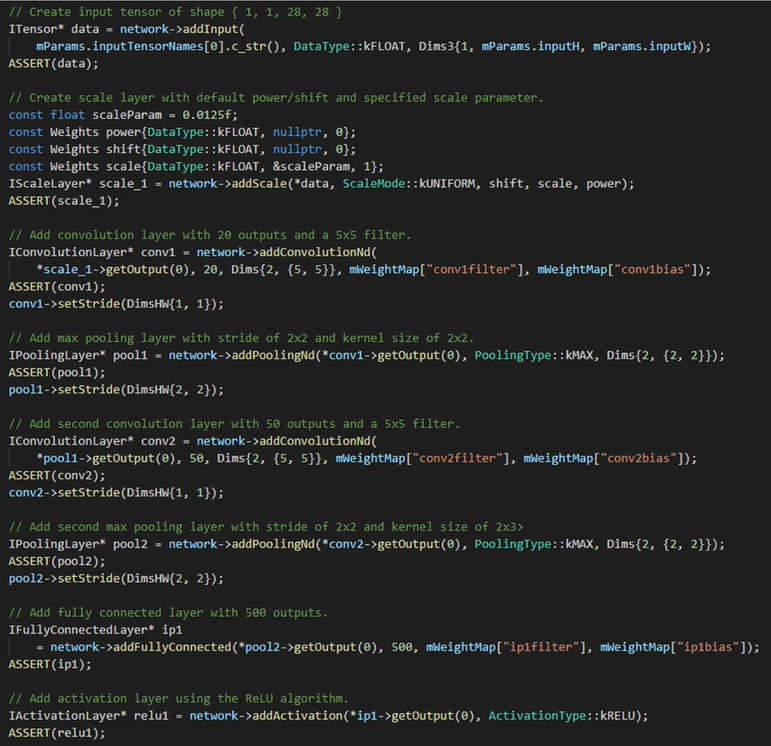 // Create input tensor of shape { 1, 1, 28, 28 }
ITensor* data = network->addInput(
    mParams.inputTensorNames[0].c_str(), DataType::kFLOAT, Dims3{1, mParams.inputH, mParams.inputW});
ASSERT(data);

// Create scale layer with default power/shift and specified scale parameter.
const float scaleParam = 0.0125f;
const Weights power{DataType::kFLOAT, nullptr, 0};
const Weights shift{DataType::kFLOAT, nullptr, 0};
const Weights scale{DataType::kFLOAT, &scaleParam, 1};
IScaleLayer* scale_1 = network->addScale(*data, ScaleMode::kUNIFORM, shift, scale, power);
ASSERT(scale_1);

// Add convolution layer with 20 outputs and a 5x5 filter.
IConvolutionLayer* conv1 = network->addConvolutionNd(
    *scale_1->getOutput(0), 20, Dims{2, {5, 5}}, mWeightMap["conv1filter"], mWeightMap["conv1bias"]);
ASSERT(conv1);
conv1->setStride(DimsHW{1, 1});

// Add max pooling layer with stride of 2x2 and kernel size of 2x2.
IPoolingLayer* pool1 = network->addPoolingNd(*conv1->getOutput(0), PoolingType::kMAX, Dims{2, {2, 2}});
ASSERT(pool1);
pool1->setStride(DimsHW{2, 2});

// Add second convolution layer with 50 outputs and a 5x5 filter.
IConvolutionLayer* conv2 = network->addConvolutionNd(
    *pool1->getOutput(0), 50, Dims{2, {5, 5}}, mWeightMap["conv2filter"], mWeightMap["conv2bias"]);
ASSERT(conv2);
conv2->setStride(DimsHW{1, 1});

// Add second max pooling layer with stride of 2x2 and kernel size of 2x3>
IPoolingLayer* pool2 = network->addPoolingNd(*conv2->getOutput(0), PoolingType::kMAX, Dims{2, {2, 2}});
ASSERT(pool2);
pool2->setStride(DimsHW{2, 2});

// Add fully connected layer with 500 outputs.
IFullyConnectedLayer* ip1
    = network->addFullyConnected(*pool2->getOutput(0), 500, mWeightMap["ip1filter"], mWeightMap["ip1bias"]);
ASSERT(ip1);

// Add activation layer using the ReLU algorithm.
IActivationLayer* relu1 = network->addActivation(*ip1->getOutput(0), ActivationType::kRELU);
ASSERT(relu1);